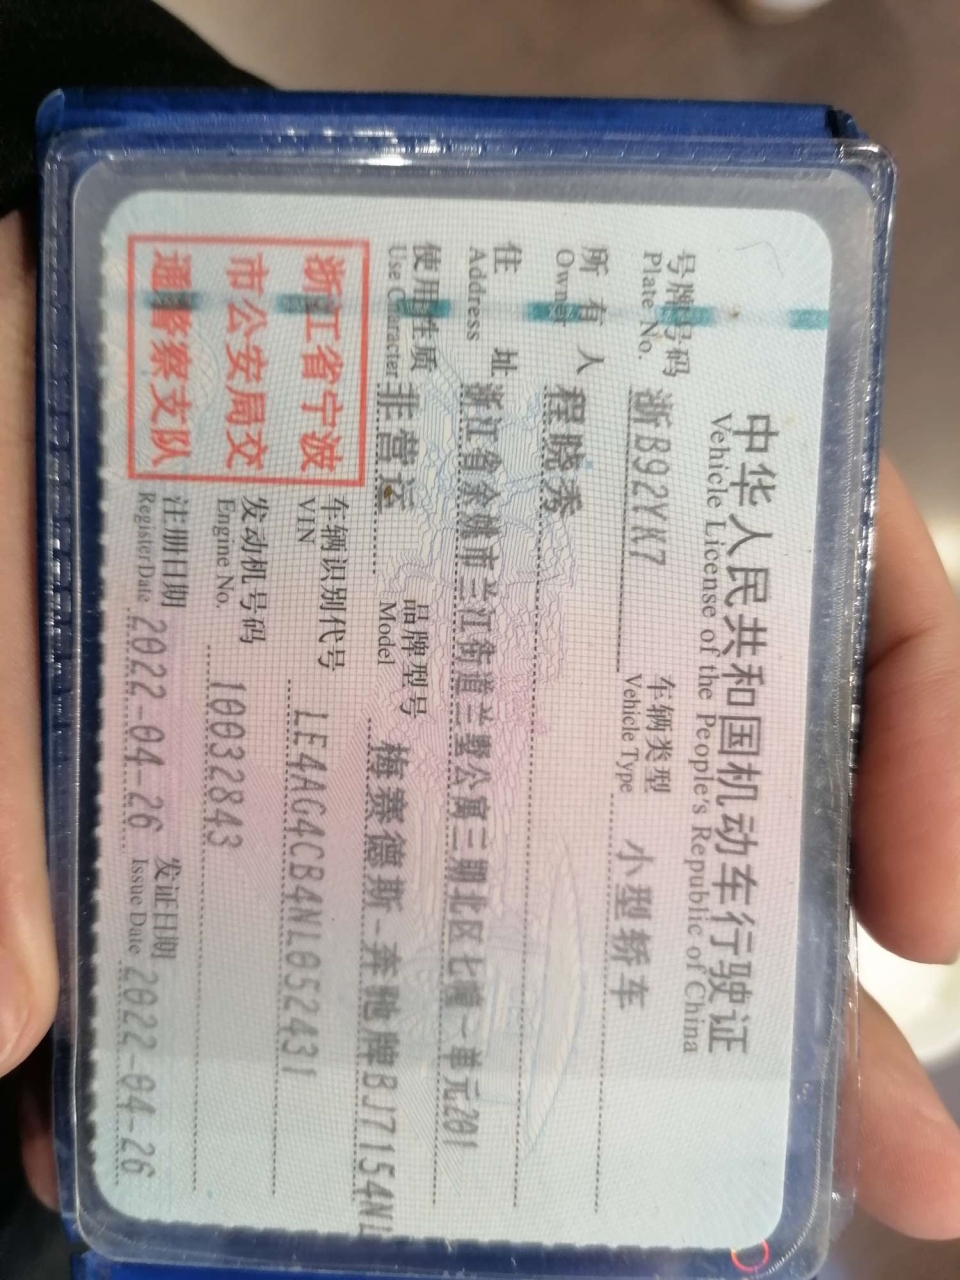 中华人民共和国机动车行驶证
Vehicle License of the People's Republic of China
号牌号码 浙B92YK7 车辆类型 小型轿车
Plate No. Vehicle Type
所有人 程晓秀
Owner
住址 浙江省余姚市兰江街道兰墅公寓三期北区七幢一单元201
Address
使用性质 非营运 品牌型号 梅赛德斯-奔驰牌BJ7154NL
Use Character Model
浙江省宁波
市公安局交
通警察支队
车辆识别代号 LE4AG4CB4NL052431
VIN
发动机号码 10032843
Engine No.
注册日期 2022-04-26 发证日期 2022-04-26
Register Date Issue Date